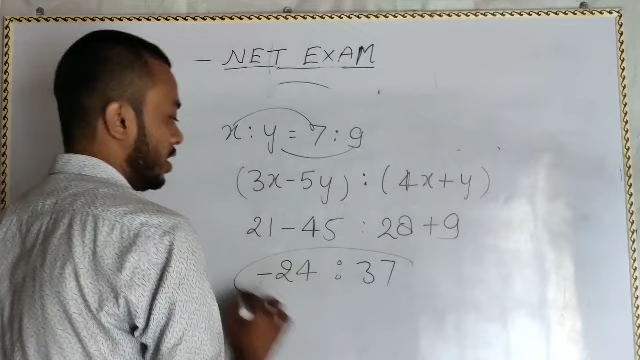 - NET EXAM
x : y = 7 : 9
(3x-5y) : (4x+y)
21-45 : 28+9
-24 : 37